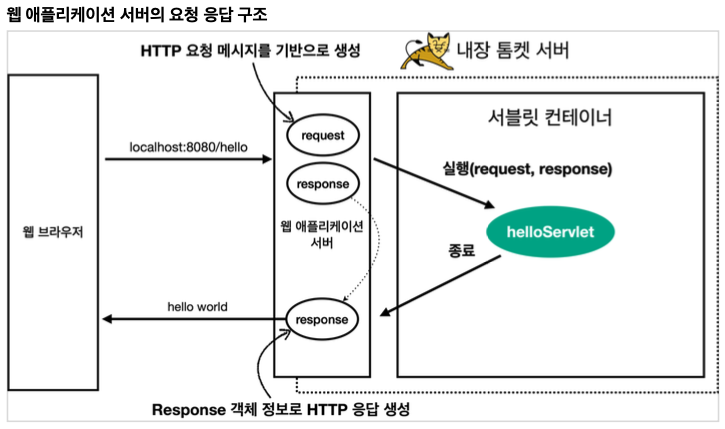 웹 애플리케이션 서버의 요청 응답 구조
HTTP 요청 메시지를 기반으로 생성
내장 톰켓 서버
서블릿 컨테이너
request
localhost:8080/hello
실행(request, response)
response
웹 브라우저
웹 애플리케이션
서버
helloServlet
종료
hello world
response
Response 객체 정보로 HTTP 응답 생성